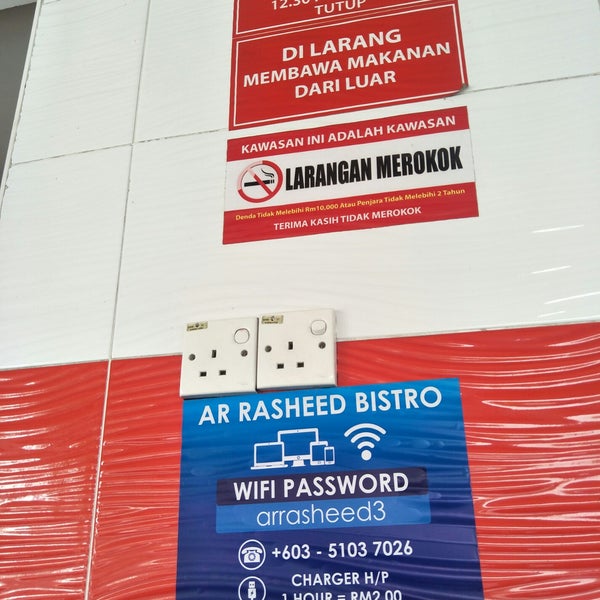 TUTUP
DI LARANG
MEMBAWA MAKANAN
DARI LUAR
KAWASAN INI ADALAH KAWASAN
LARANGAN MEROKOK
Denda Tidak Melebihi Rm10,000 Atau Penjara Tidak Melebihi 2 Tahun
TERIMA KASIH TIDAK MEROKOK
AR RASHEED BISTRO
WIFI PASSWORD
arrasheed3
+603 - 5103 7026
CHARGER H/P
1 HOUR = RM2.00